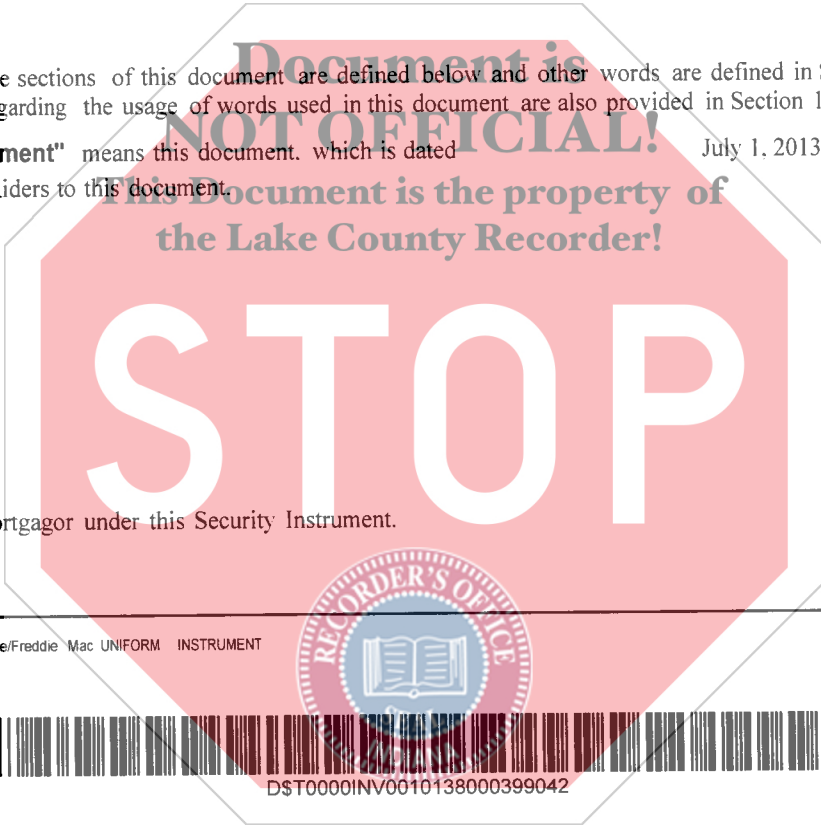 Document is
e sections of this document are defined below and other words are defined in
garding the usage of words used in this document are also provided in Section 1
NOT OFFICIAL!
ment" means this document, which is dated July 1, 2013
iders to this document.
This Document is the property of
the Lake County Recorder!
STOP
ortgagor under this Security Instrument.
RECORDER'S OFFICE
e/Freddie Mac UNIFORM INSTRUMENT
SEAL
INDIANA
D$T0000INV0010138000399042